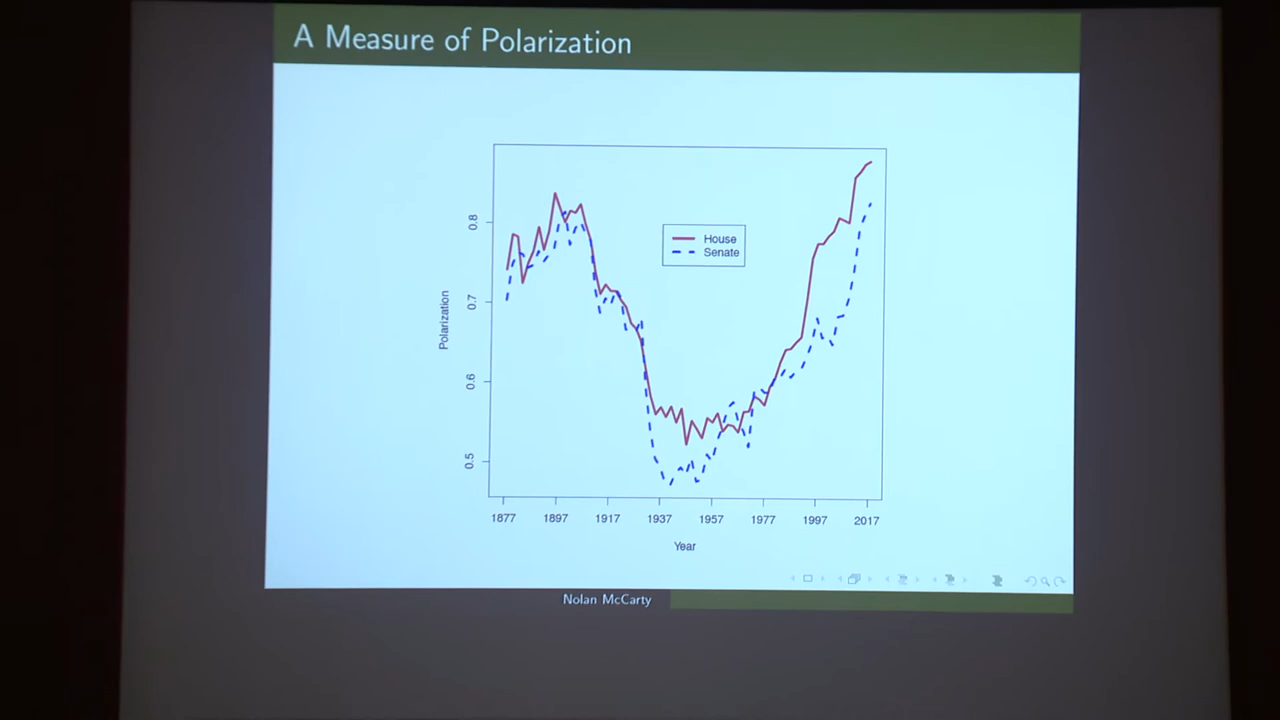 A Measure of Polarization
House
Senate
Polarization
0.8
0.7
0.6
0.5
1877 1897 1917 1937 1957 1977 1997 2017
Year
Nolan McCarty